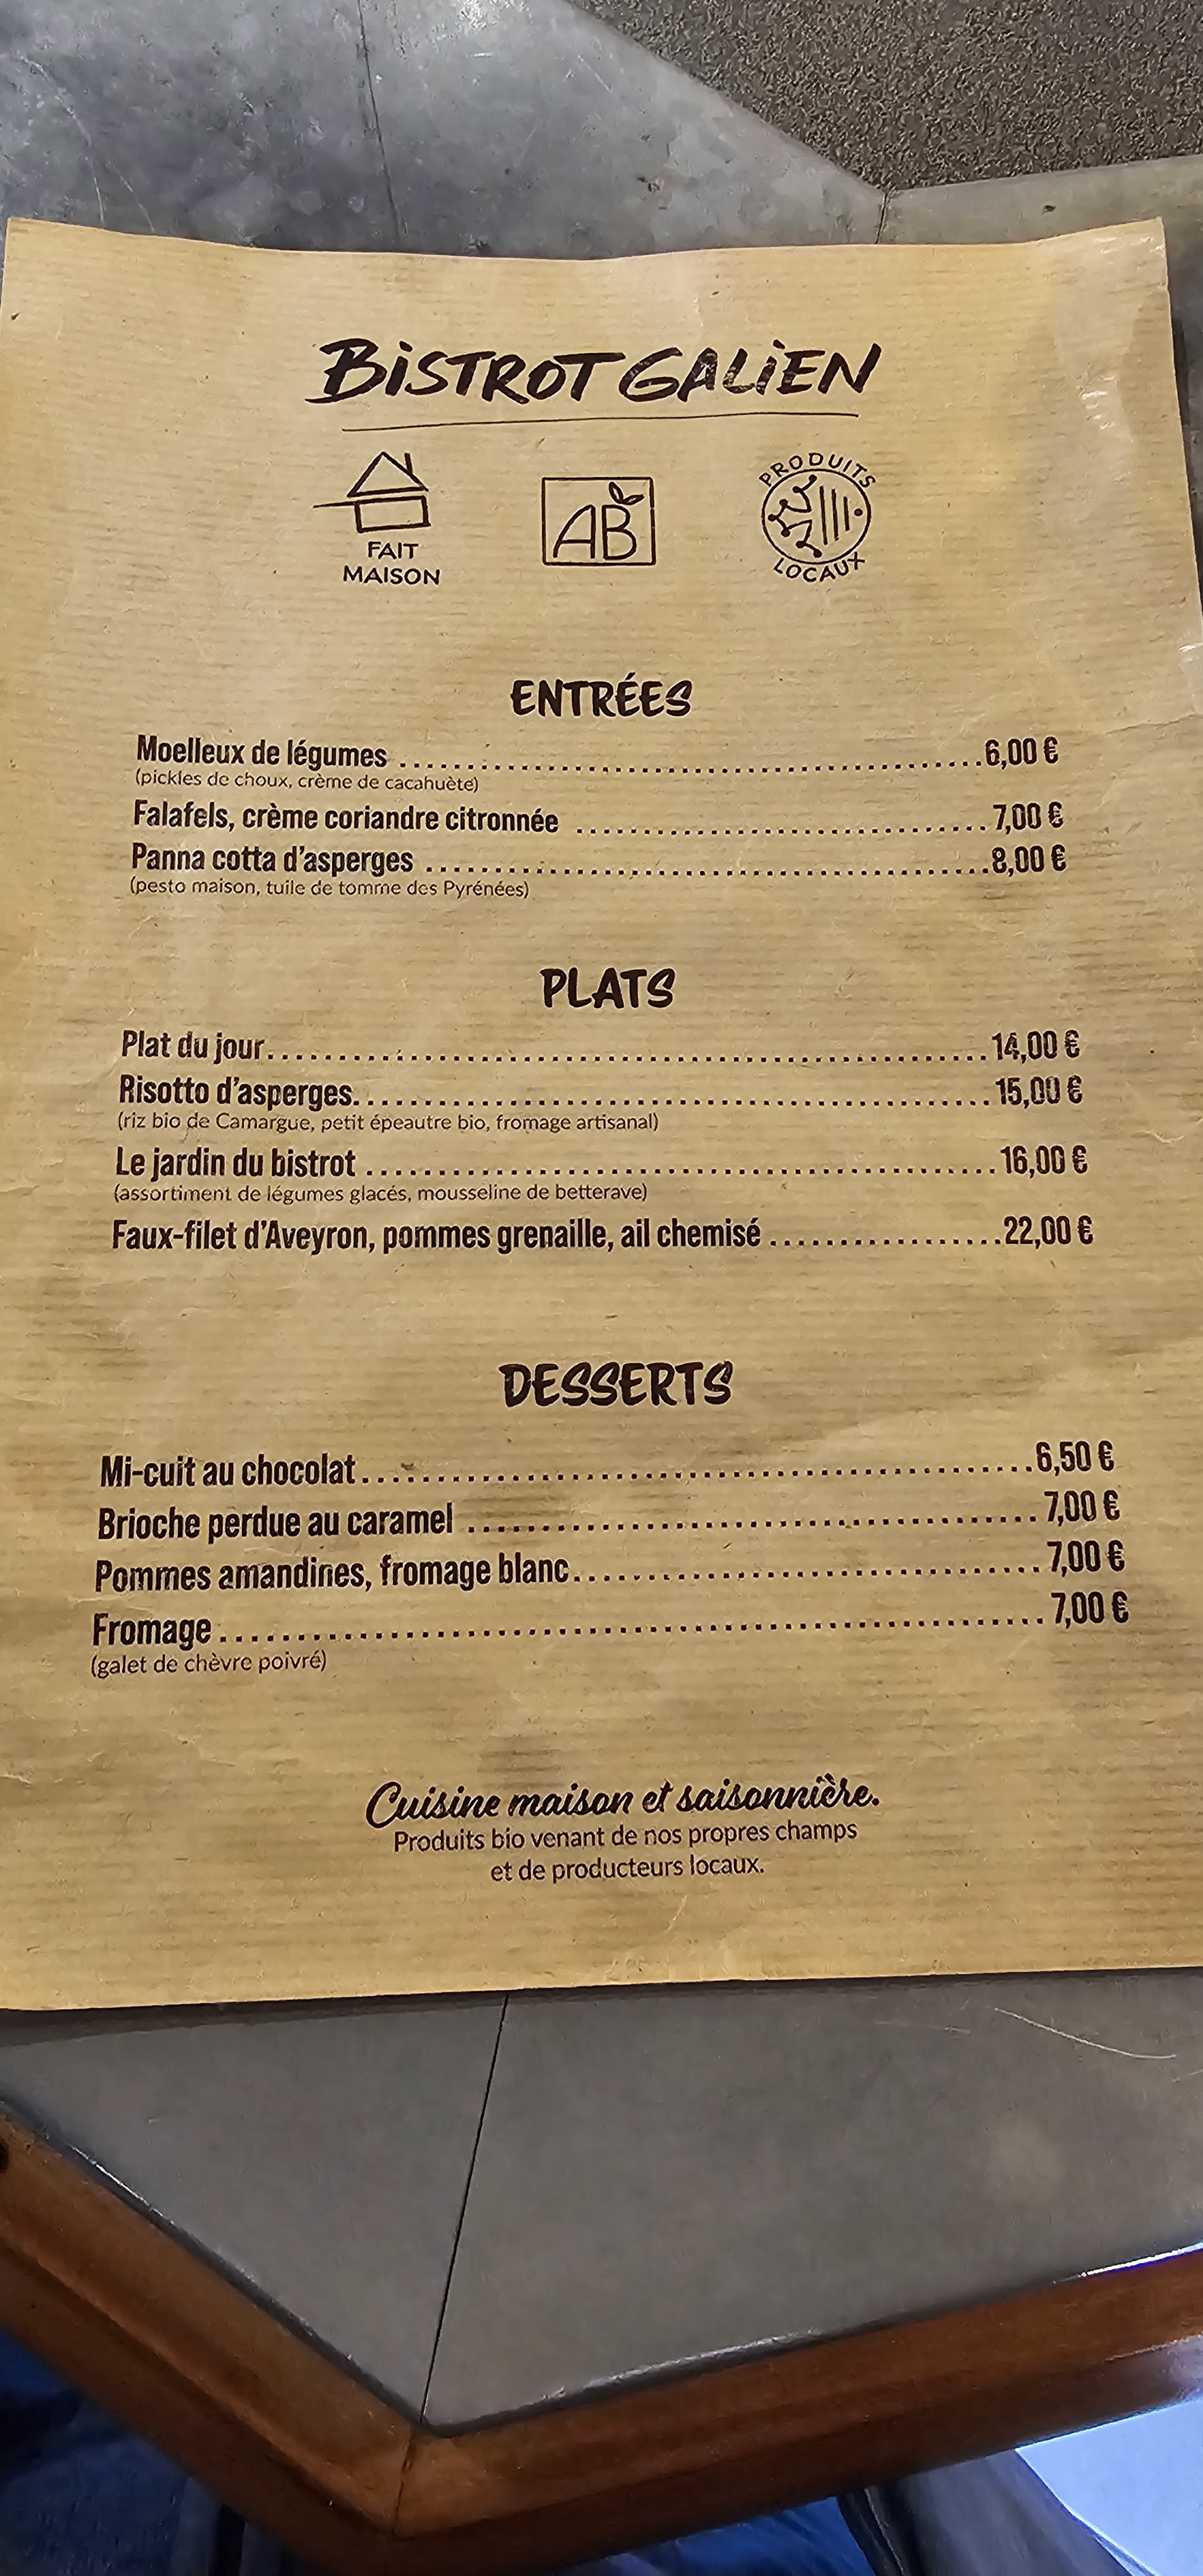 BISTROT GALIEN
FAIT
MAISON
AB
PRODUITS
LOCAUX
ENTRÉES
Moelleux de légumes ........ 6,00 €
(pickles de choux, crème de cacahuète)
Falafels, crème coriandre citronnée ........ 7,00 €
Panna cotta d'asperges ........ 8,00 €
(pesto maison, tuile de tomme des Pyrénées)
PLATS
Plat du jour ........ 14,00 €
Risotto d'asperges ........ 15,00 €
(riz bio de Camargue, petit épeautre bio, fromage artisanal)
Le jardin du bistrot ........ 16,00 €
(assortiment de légumes glacés, mousseline de betterave)
Faux-filet d'Aveyron, pommes grenaille, ail chemisé ........ 22,00 €
DESSERTS
Mi-cuit au chocolat ........ 6,50 €
Brioche perdue au caramel ........ 7,00 €
Pommes amandines, fromage blanc ........ 7,00 €
Fromage ........ 7,00 €
(galet de chèvre poivré)
Cuisine maison et saisonnière.
Produits bio venant de nos propres champs
et de producteurs locaux.